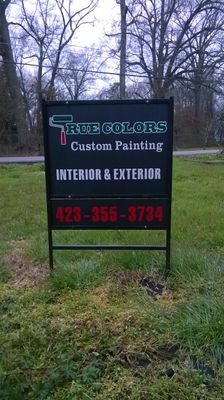 TRUE COLORS
Custom Painting
INTERIOR & EXTERIOR
423-355-3734